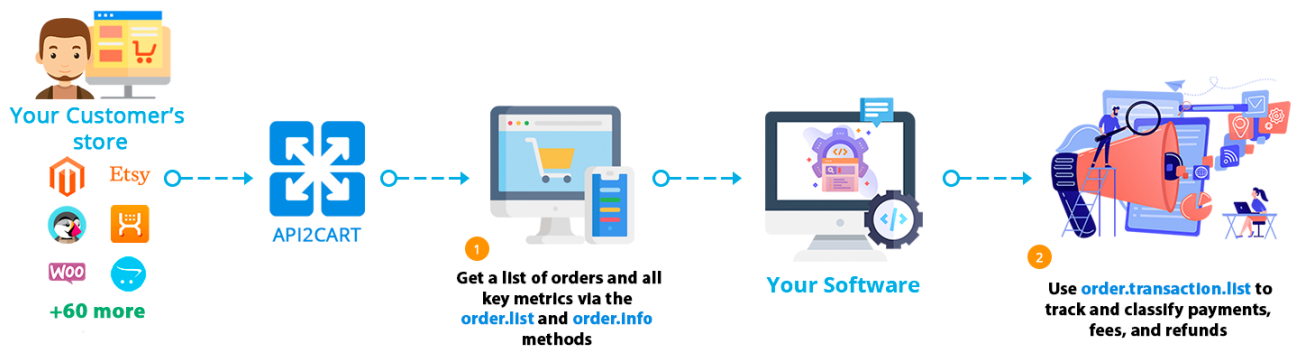 Your Customer's
store
Etsy
WOO
+60 more
API2CART
1
Get a list of orders and all
key metrics via the
order.list and order.info
methods
Your Software
2
Use order.transaction.list to
track and classify payments,
fees, and refunds